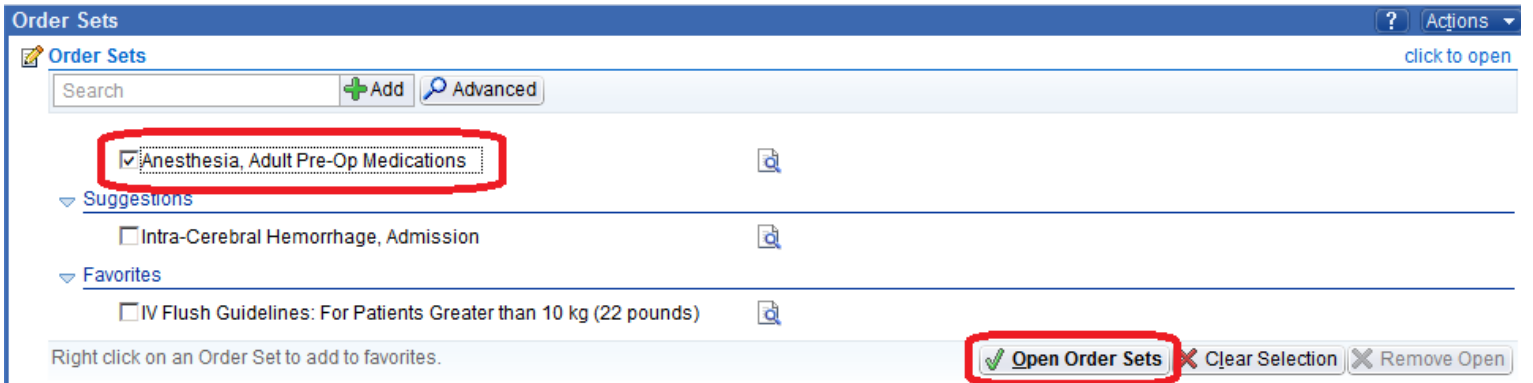 Order Sets ? Actions
Order Sets click to open
Search Add Advanced
Anesthesia, Adult Pre-Op Medications
Suggestions
Intra-Cerebral Hemorrhage, Admission
Favorites
IV Flush Guidelines: For Patients Greater than 10 kg (22 pounds)
Right click on an Order Set to add to favorites. Open Order Sets Clear Selection Remove Open